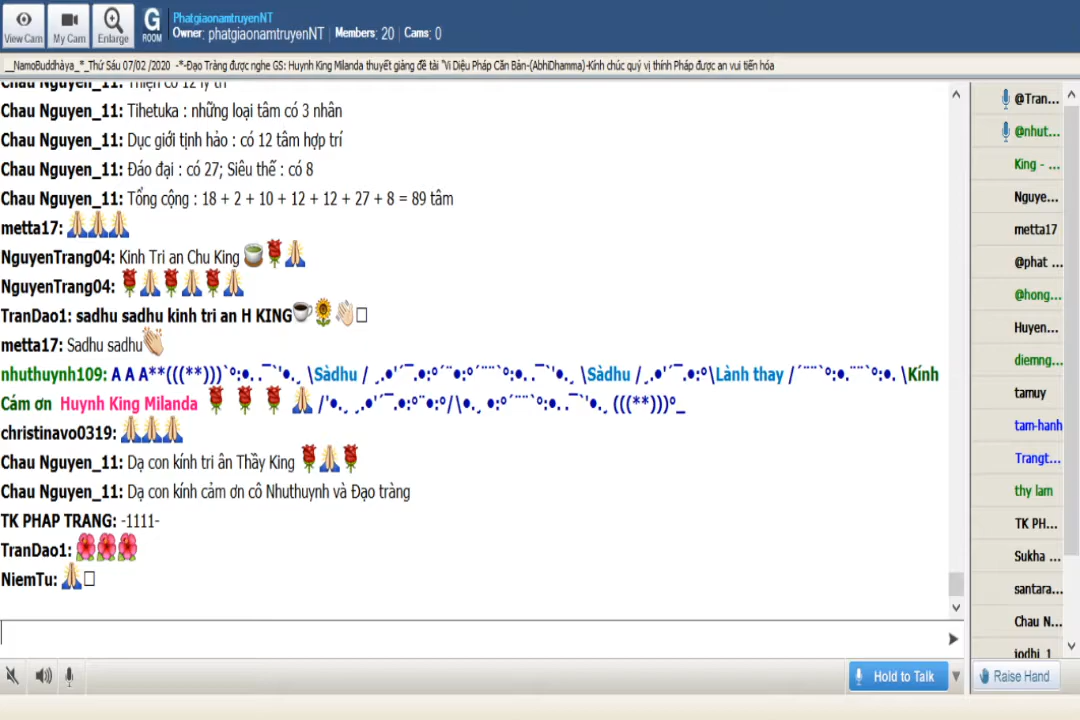 View Cam
My Cam
Enlarge
G
ROOM
PhatgiaonamtruyenNT
Owner: phatgiaonamtruyenNT | Members: 20 | Cams: 0
__NamoBuddhàya_*_Thứ Sáu 07/02 /2020 -*-Đạo Tràng được nghe GS: Huynh King Milanda thuyết giảng đề tài "Vi Diệu Pháp Căn Bản-(AbhiDhamma)-Kính chúc quý vị thính Pháp được an vui tiến hóa
Chau Nguyen_11: Thiện có 12 ly tri
Chau Nguyen_11: Tihetuka : những loại tâm có 3 nhân
Chau Nguyen_11: Dục giới tịnh hảo : có 12 tâm hợp trí
Chau Nguyen_11: Đáo đại : có 27; Siêu thế : có 8
Chau Nguyen_11: Tổng cộng : 18 + 2 + 10 + 12 + 12 + 27 + 8 = 89 tâm
metta17:
NguyenTrang04: Kinh Tri an Chu King
NguyenTrang04:
TranDao1: sadhu sadhu kinh tri an H KING
metta17: Sadhu sadhu
nhuthuynh109: A A A**(((**)))`°:•. .¯`'•.¸ \Sàdhu / ¸.•'´¯.•:°´¨•:°´¨¨`°:•. .¯`'•.¸ \Sàdhu /¸.•'´¯.•:°\Lành thay /´¨¨`°:•.¨¨`°:•. \Kính
Cám ơn Huynh King Milanda /'•.¸ ¸.•'´¯.•:°¨•:°/\•.¸ •:°´¨¨`°:•. .¯`'•.¸ (((**)))°_
christinavo0319:
Chau Nguyen_11: Dạ con kính tri ân Thầy King
Chau Nguyen_11: Dạ con kính cảm ơn cô Nhuthuynh và Đạo tràng
TK PHAP TRANG: -1111-
TranDao1:
NiemTu:
@Tran...
@nhut...
King - ...
Nguye...
metta17
@phat ...
@hong...
Huyen...
diemng...
tamuy
tam-hanh
Trangt...
thy lam
TK PH...
Sukha ...
santara...
Chau N...
jodhi_1
Hold to Talk
Raise Hand